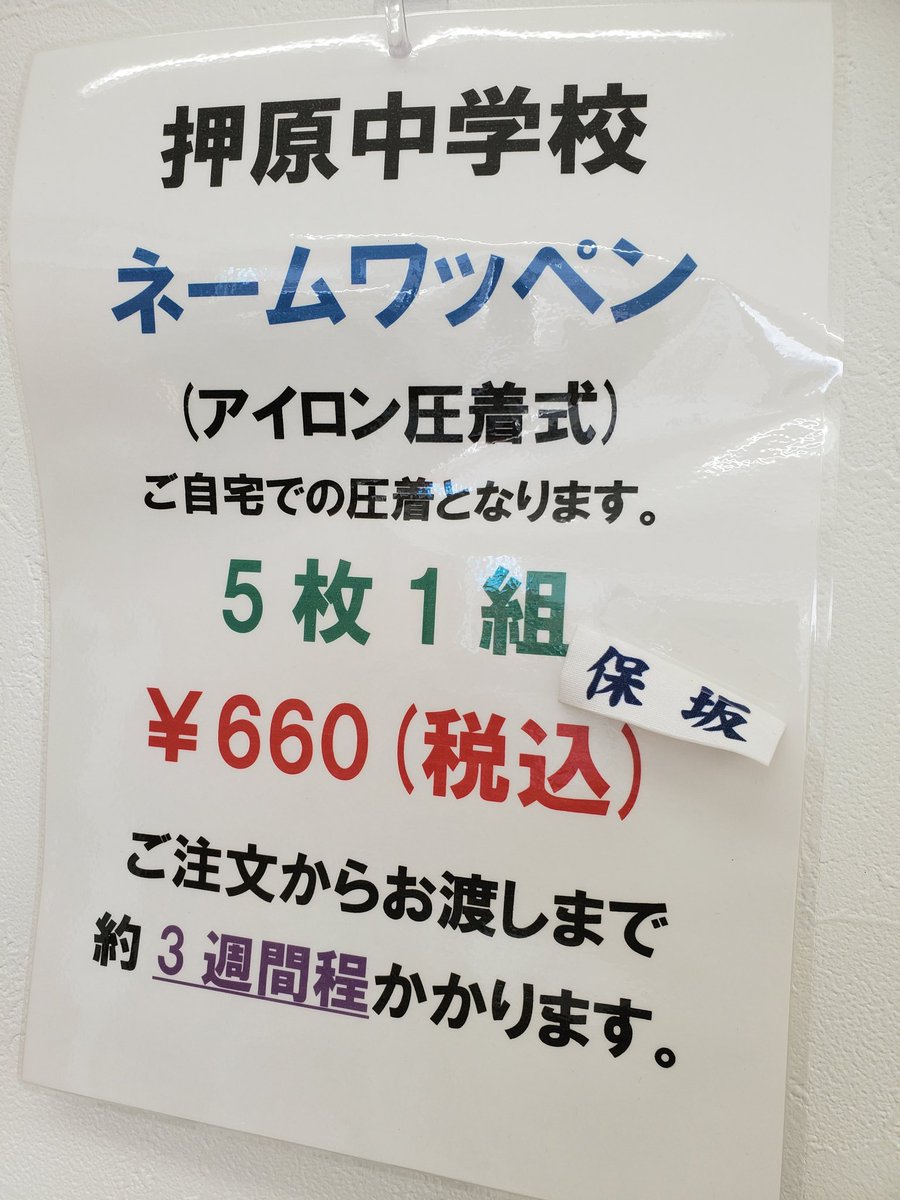 押原中学校
ネームワッペン
(アイロン圧着式)
ご自宅での圧着となります。
5枚1組
保坂
¥660(税込)
ご注文からお渡しまで
約3週間程かかります。